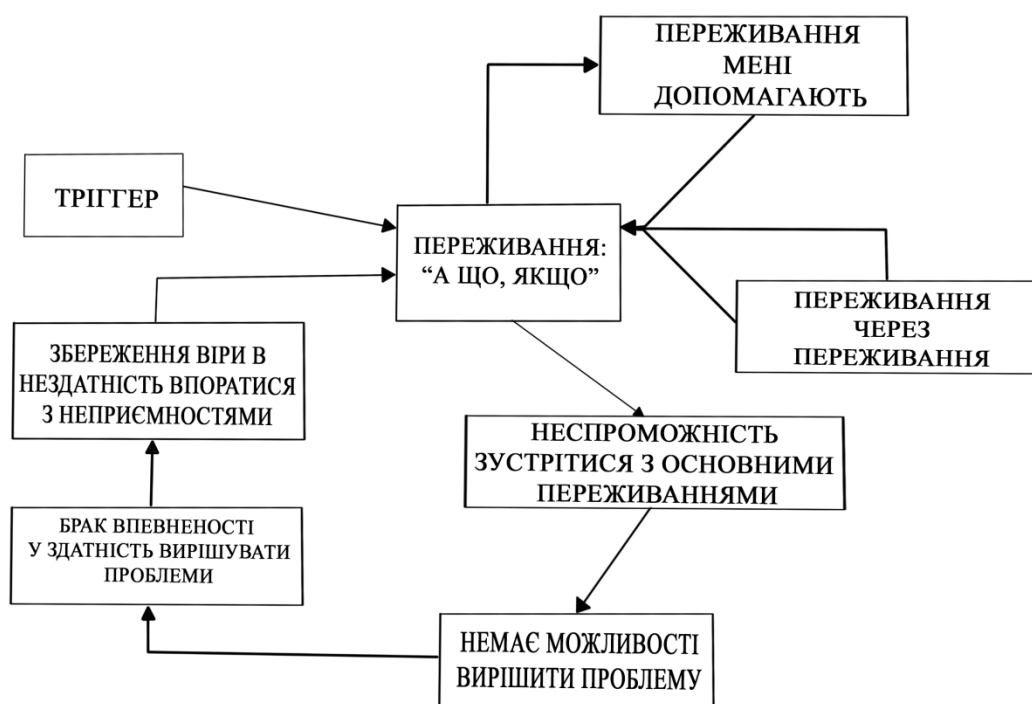 ПЕРЕЖИВАННЯ
МЕНІ
ДОПОМАГАЮТЬ
ТРІГГЕР
ПЕРЕЖИВАННЯ:
“А ЩО, ЯКЩО”
ПЕРЕЖИВАННЯ
ЧЕРЕЗ
ПЕРЕЖИВАННЯ
ЗБЕРЕЖЕННЯ ВІРИ В
НЕЗДАТНІСТЬ ВПОРАТИСЯ
З НЕПРИЄМНОСТЯМИ
НЕСПРОМОЖНІСТЬ
ЗУСТРІТИСЯ З ОСНОВНИМИ
ПЕРЕЖИВАННЯМИ
БРАК ВПЕВНЕНОСТІ
У ЗДАТНІСТЬ ВИРІШУВАТИ
ПРОБЛЕМИ
НЕМАЄ МОЖЛИВОСТІ
ВИРІШИТИ ПРОБЛЕМУ